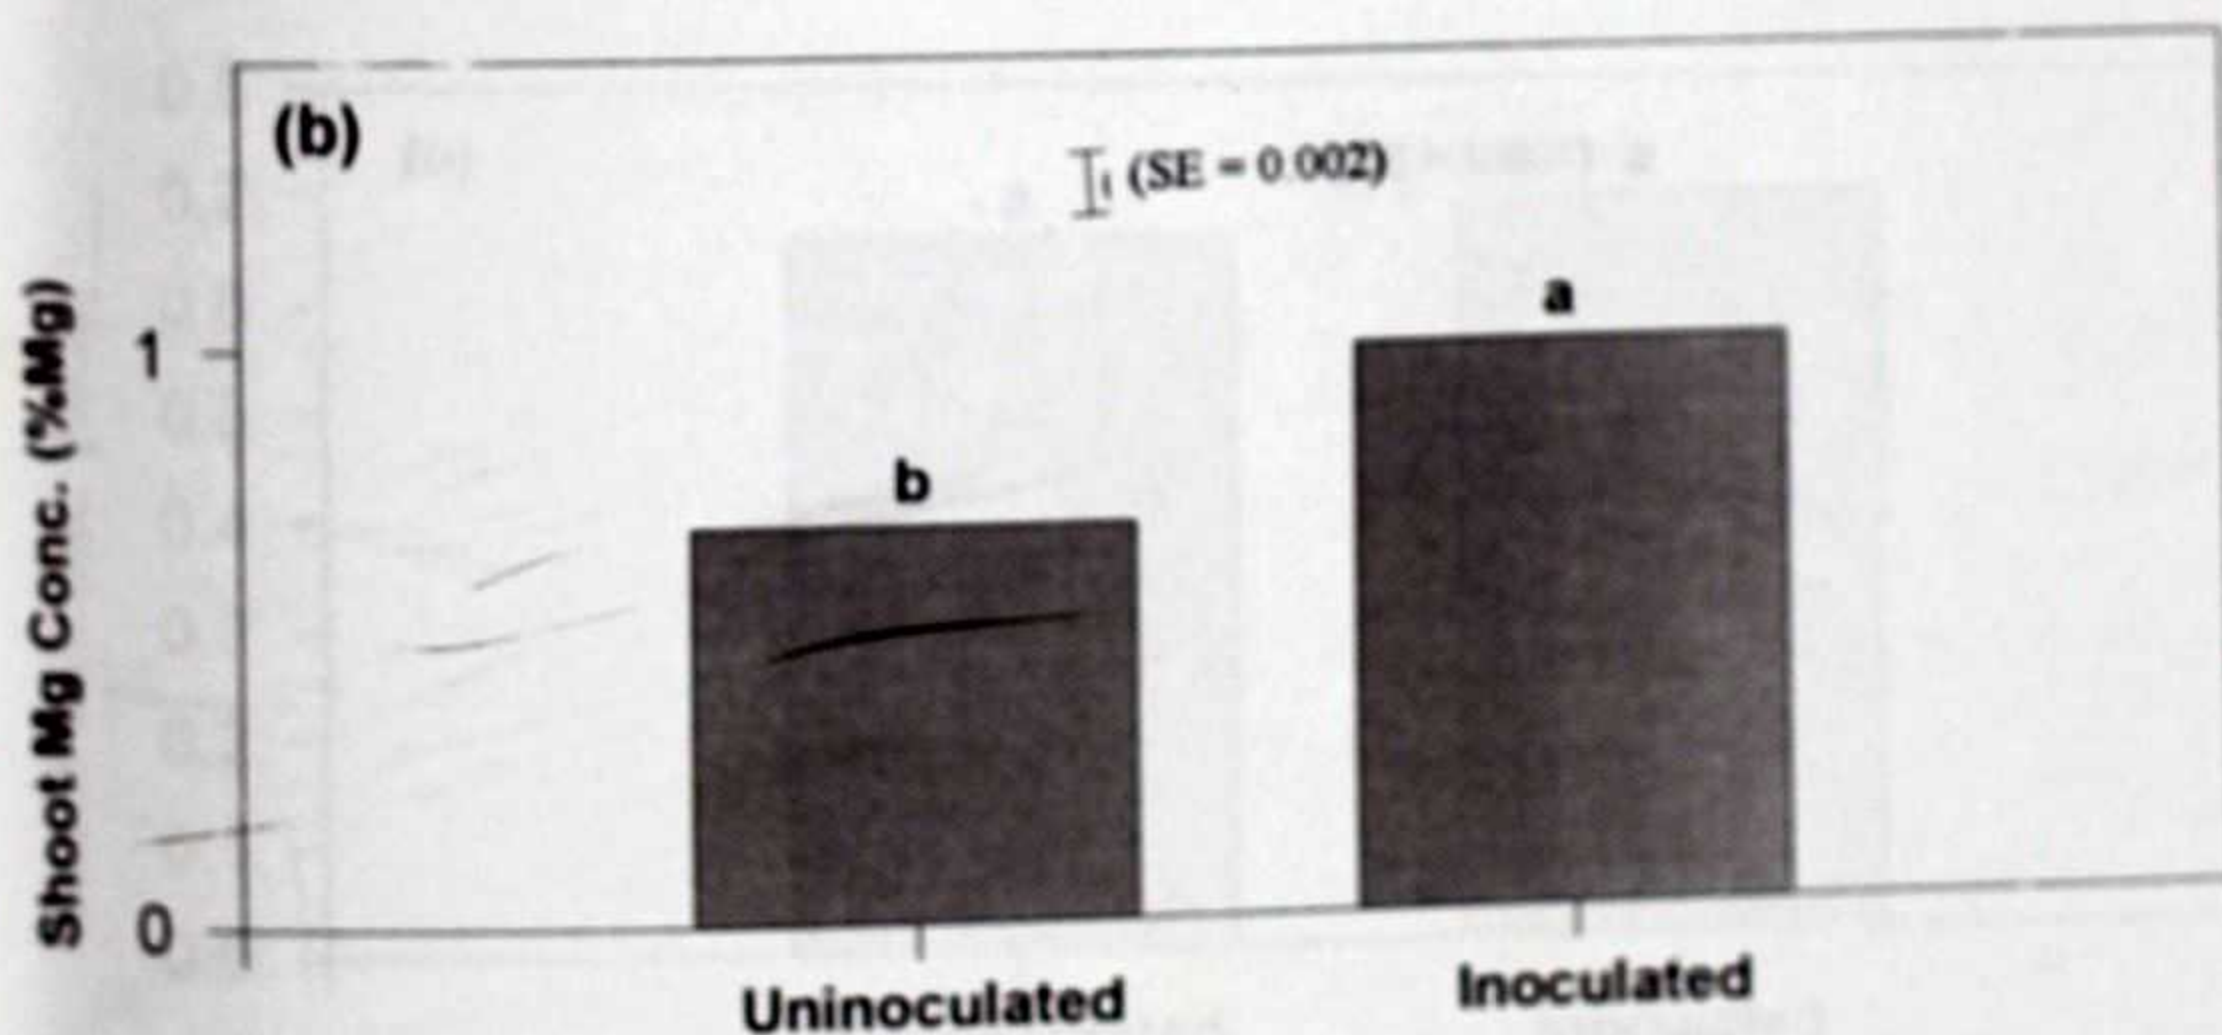 (b)
(SE = 0.002)
a
1
b
Shoot Mg Conc. (%Mg)
0
Uninoculated
Inoculated